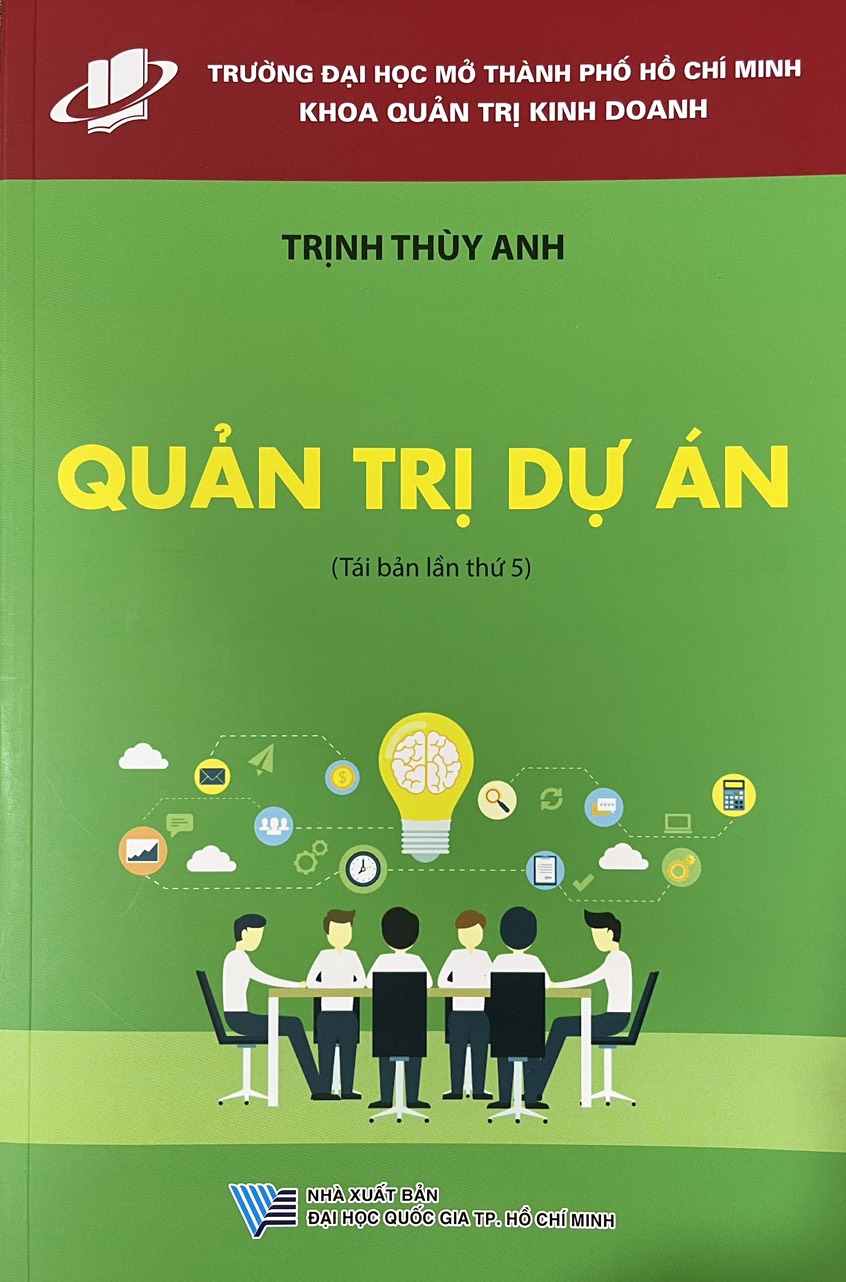 TRƯỜNG ĐẠI HỌC MỞ THÀNH PHỐ HỒ CHÍ MINH
KHOA QUẢN TRỊ KINH DOANH
TRỊNH THÙY ANH
QUẢN TRỊ DỰ ÁN
(Tái bản lần thứ 5)
NHÀ XUẤT BẢN
ĐẠI HỌC QUỐC GIA TP. HỒ CHÍ MINH